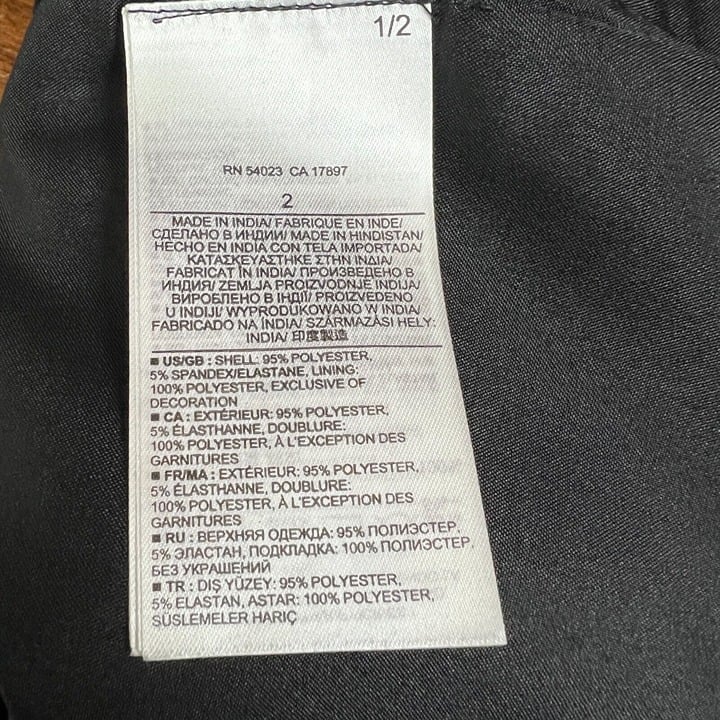 1/2
RN 54023 CA 17897
2
MADE IN INDIA/ FABRIQUE EN INDE/
СДЕЛАНО В ИНДИИ/ MADE IN HINDISTAN/
HECHO EN INDIA CON TELA IMPORTADA/
ΚΑΤΑΣΚΕΥΑΣΤΗΚΕ ΣΤΗΝ ΙΝΔΙΑ/
FABRICAT ÎN INDIA/ ПРОИЗВЕДЕНО В
ИНДИЯ/ ZEMLJA PROIZVODNJE INDIJA/
ВИРОБЛЕНО В ІНДІЇ/ PROIZVEDENO
U INDIJI/ WYPRODUKOWANO W INDIA/
FABRICADO NA ÍNDIA/ SZÁRMAZÁSI HELY:
INDIA/ 印度製造
■ US/GB : SHELL: 95% POLYESTER,
5% SPANDEX/ELASTANE, LINING:
100% POLYESTER, EXCLUSIVE OF
DECORATION
■ CA : EXTÉRIEUR: 95% POLYESTER,
5% ÉLASTHANNE, DOUBLURE:
100% POLYESTER, À L'EXCEPTION DES
GARNITURES
■ FR/MA : EXTÉRIEUR: 95% POLYESTER,
5% ÉLASTHANNE, DOUBLURE:
100% POLYESTER, À L'EXCEPTION DES
GARNITURES
■ RU : ВЕРХНЯЯ ОДЕЖДА: 95% ПОЛИЭСТЕР,
5% ЭЛАСТАН, ПОДКЛАДКА: 100% ПОЛИЭСТЕР,
БЕЗ УКРАШЕНИЙ
■ TR : DIŞ YÜZEY: 95% POLYESTER,
5% ELASTAN, ASTAR: 100% POLYESTER,
SÜSLEMELER HARİÇ